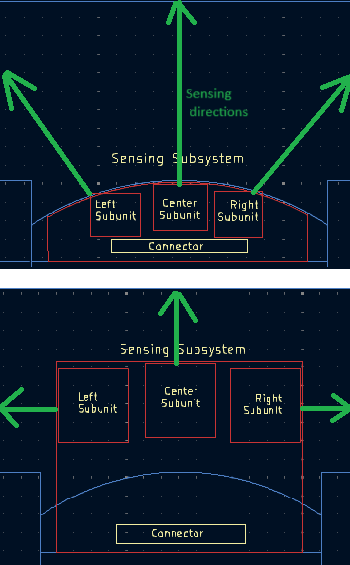 Sensing
directions
Sensing Subsystem
Left
Subunit
Center
Subunit
Right
Subunit
Connector
Sensing Subsystem
Left
Subunit
Center
Subunit
Right
Subunit
Connector